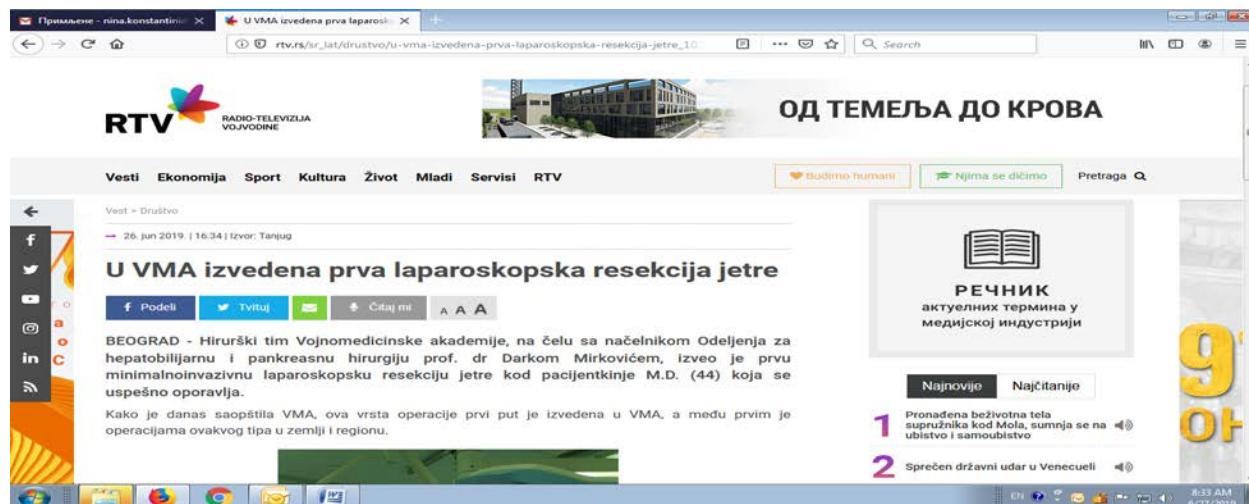 Примљене - nina.konstantini
U VMA izvedena prva laparosk
rtv.rs/sr_lat/drustvo/u-vma-izvedena-prva-laparoskopska-resekcija-jetre_10
Search
RTV
RADIO-TELEVIZIJA
VOJVODINE
ОД ТЕМЕЉА ДО КРОВА
Vesti Ekonomija Sport Kultura Život Mladi Servisi RTV
Budimo humani
Njima se dičimo
Pretraga
Vest » Društvo
26. jun 2019. | 16:34 | Izvor: Tanjug
U VMA izvedena prva laparoskopska resekcija jetre
Podeli Tvituj Čitaj mi A A A
BEOGRAD - Hirurški tim Vojnomedicinske akademije, na čelu sa načelnikom Odeljenja za
hepatobilijarnu i pankreasnu hirurgiju prof. dr Darkom Mirkovićem, izveo je prvu
minimalnoinvazivnu laparoskopsku resekciju jetre kod pacijentkinje M.D. (44) koja se
uspešno oporavlja.
Kako je danas saopštila VMA, ova vrsta operacije prvi put je izvedena u VMA, a među prvim je
operacijama ovakvog tipa u zemlji i regionu.
РЕЧНИК
актуелних термина у
медијској индустрији
Najnovije Najčitanije
1 Pronađena beživotna tela
supružnika kod Mola, sumnja se na
ubistvo i samoubistvo
2 Sprečen državni udar u Venecueli
EN
8:33 AM
6/27/2019